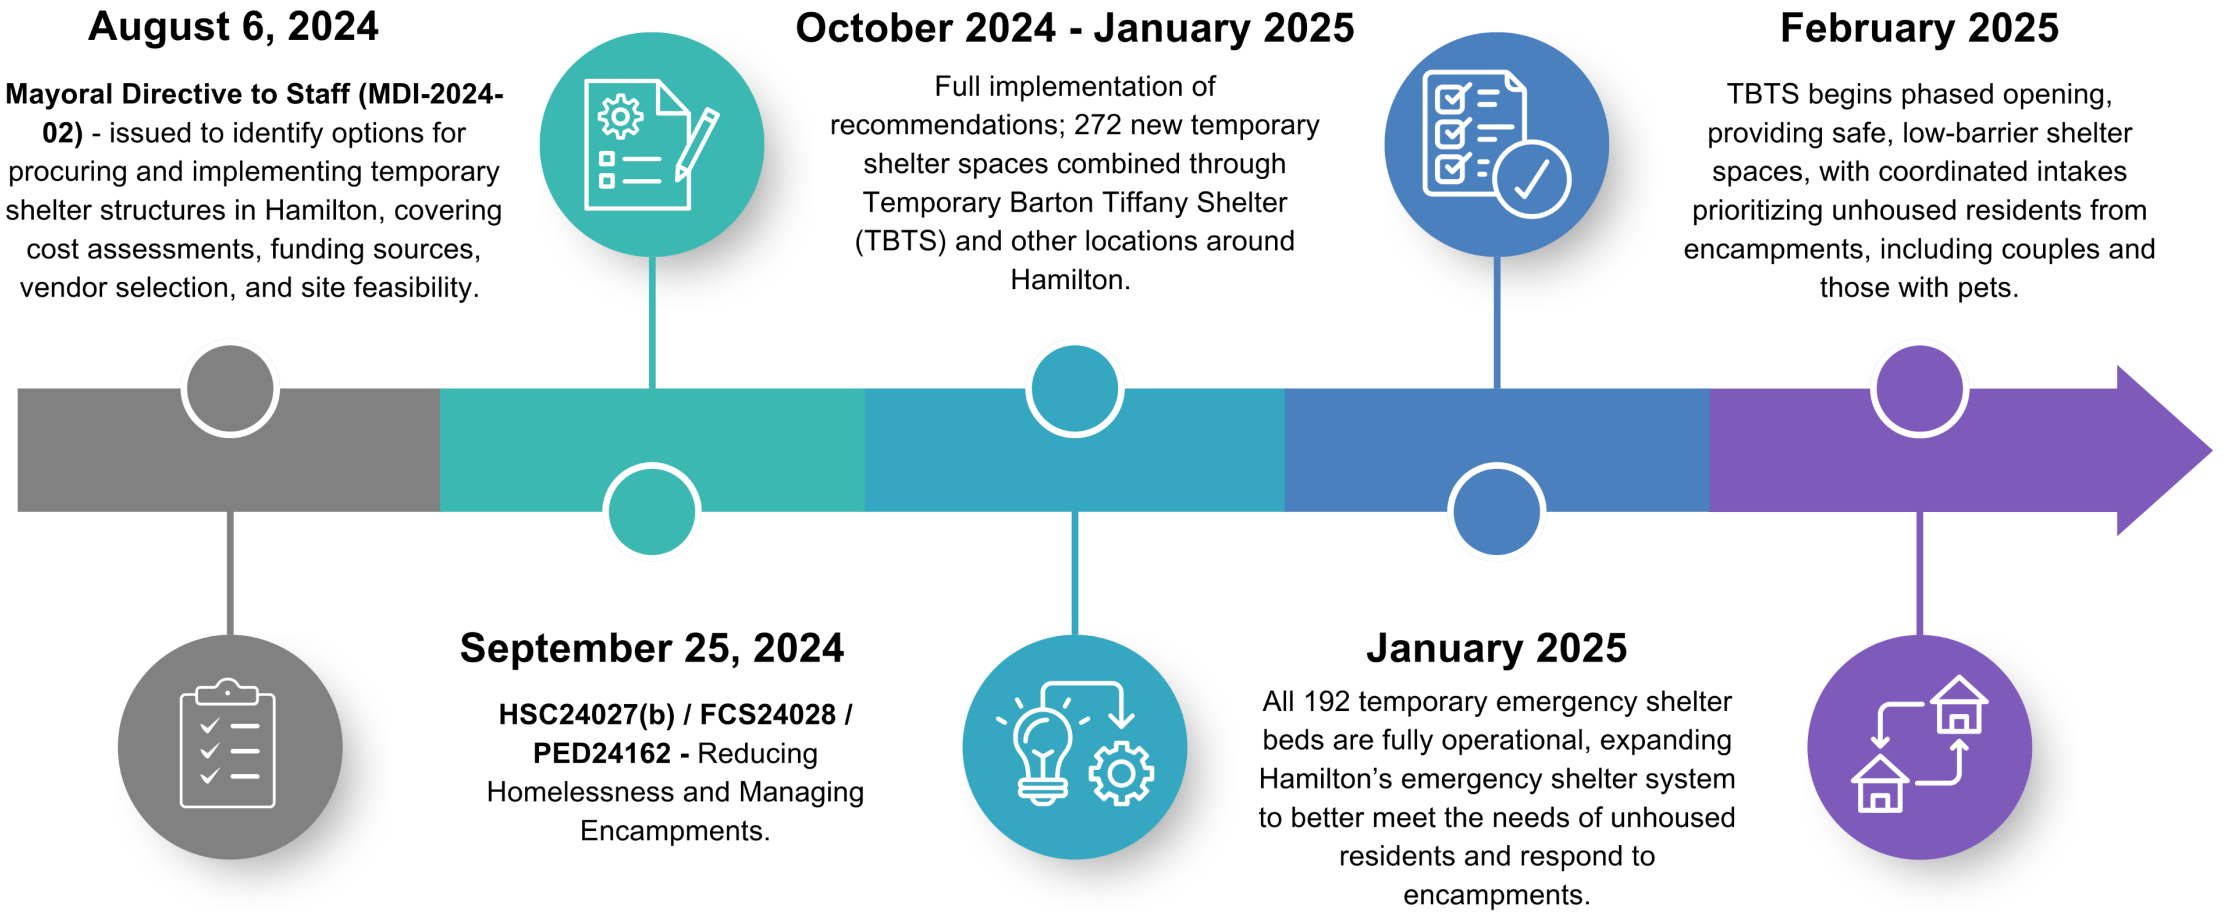 August 6, 2024
Mayoral Directive to Staff (MDI-2024-
02) - issued to identify options for
procuring and implementing temporary
shelter structures in Hamilton, covering
cost assessments, funding sources,
vendor selection, and site feasibility.
September 25, 2024
HSC24027(b) / FCS24028 /
PED24162 - Reducing
Homelessness and Managing
Encampments.
October 2024 - January 2025
Full implementation of
recommendations; 272 new temporary
shelter spaces combined through
Temporary Barton Tiffany Shelter
(TBTS) and other locations around
Hamilton.
January 2025
All 192 temporary emergency shelter
beds are fully operational, expanding
Hamilton’s emergency shelter system
to better meet the needs of unhoused
residents and respond to
encampments.
February 2025
TBTS begins phased opening,
providing safe, low-barrier shelter
spaces, with coordinated intakes
prioritizing unhoused residents from
encampments, including couples and
those with pets.